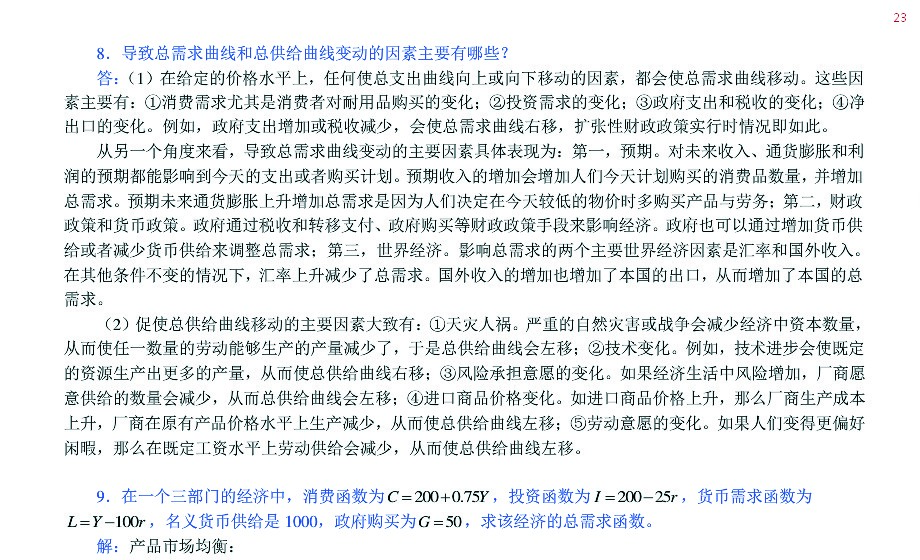 23
8．导致总需求曲线和总供给曲线变动的因素主要有哪些？
答：（1）在给定的价格水平上，任何使总支出曲线向上或向下移动的因素，都会使总需求曲线移动。这些因
素主要有：①消费需求尤其是消费者对耐用品购买的变化；②投资需求的变化；③政府支出和税收的变化；④净
出口的变化。例如，政府支出增加或税收减少，会使总需求曲线右移，扩张性财政政策实行时情况即如此。
从另一个角度来看，导致总需求曲线变动的主要因素具体表现为：第一，预期。对未来收入、通货膨胀和利
润的预期都能影响到今天的支出或者购买计划。预期收入的增加会增加人们今天计划购买的消费品数量，并增加
总需求。预期未来通货膨胀上升增加总需求是因为人们决定在今天较低的物价时多购买产品与劳务；第二，财政
政策和货币政策。政府通过税收和转移支付、政府购买等财政政策手段来影响经济。政府也可以通过增加货币供
给或者减少货币供给来调整总需求；第三，世界经济。影响总需求的两个主要世界经济因素是汇率和国外收入。
在其他条件不变的情况下，汇率上升减少了总需求。国外收入的增加也增加了本国的出口，从而增加了本国的总
需求。
（2）促使总供给曲线移动的主要因素大致有：①天灾人祸。严重的自然灾害或战争会减少经济中资本数量，
从而使任一数量的劳动能够生产的产量减少了，于是总供给曲线会左移；②技术变化。例如，技术进步会使既定
的资源生产出更多的产量，从而使总供给曲线右移；③风险承担意愿的变化。如果经济生活中风险增加，厂商愿
意供给的数量会减少，从而总供给曲线会左移；④进口商品价格变化。如进口商品价格上升，那么厂商生产成本
上升，厂商在原有产品价格水平上生产减少，从而使总供给曲线左移；⑤劳动意愿的变化。如果人们变得更偏好
闲暇，那么在既定工资水平上劳动供给会减少，从而使总供给曲线左移。
9．在一个三部门的经济中，消费函数为C=200+0.75Y，投资函数为I=200−25r，货币需求函数为
L=Y−100r，名义货币供给是 1000，政府购买为G=50，求该经济的总需求函数。
解：产品市场均衡：